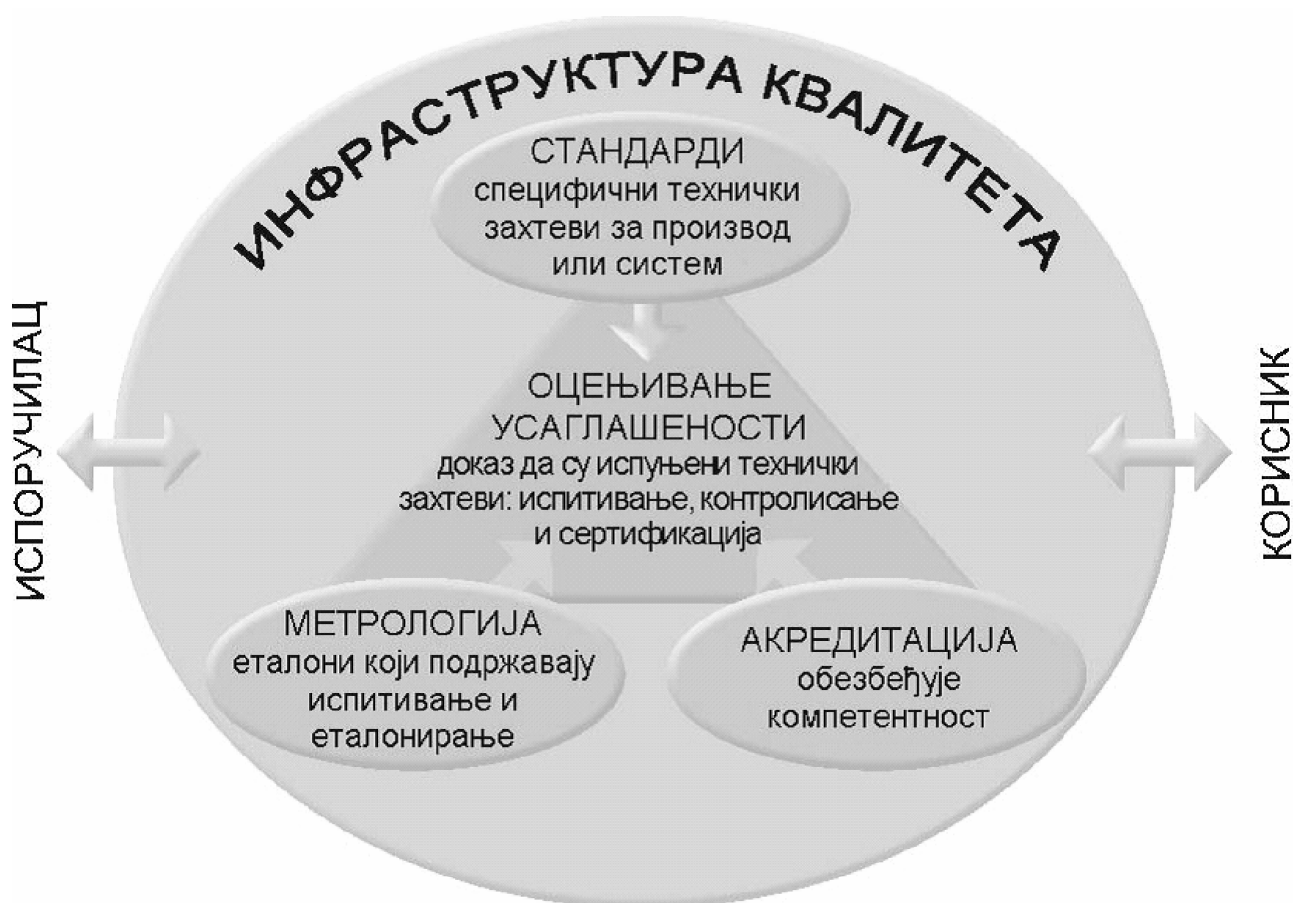 ИНФРАСТРУКТУРА КВАЛИТЕТА
СТАНДАРДИ
специфични технички
захтеви за производ
или систем
ИСПОРУЧИЛАЦ
КОРИСНИК
ОЦЕЊИВАЊЕ
УСАГЛАШЕНОСТИ
доказ да су испуњени технички
захтеви: испитивање, контролисање
и сертификација
МЕТРОЛОГИЈА
еталони који подржавају
испитивање и
еталонирање
АКРЕДИТАЦИЈА
обезбеђује
компетентност